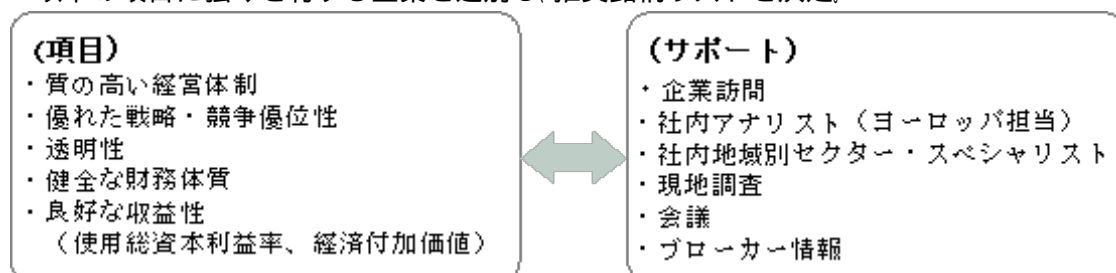 (項目)
・質の高い経営体制
・優れた戦略・競争優位性
・透明性
・健全な財務体質
・良好な収益性
（使用総資本利益率、経済付加価値）
(サポート)
・企業訪問
・社内アナリスト（ヨーロッパ担当）
・社内地域別セクター・スペシャリスト
・現地調査
・会議
・ブローカー情報